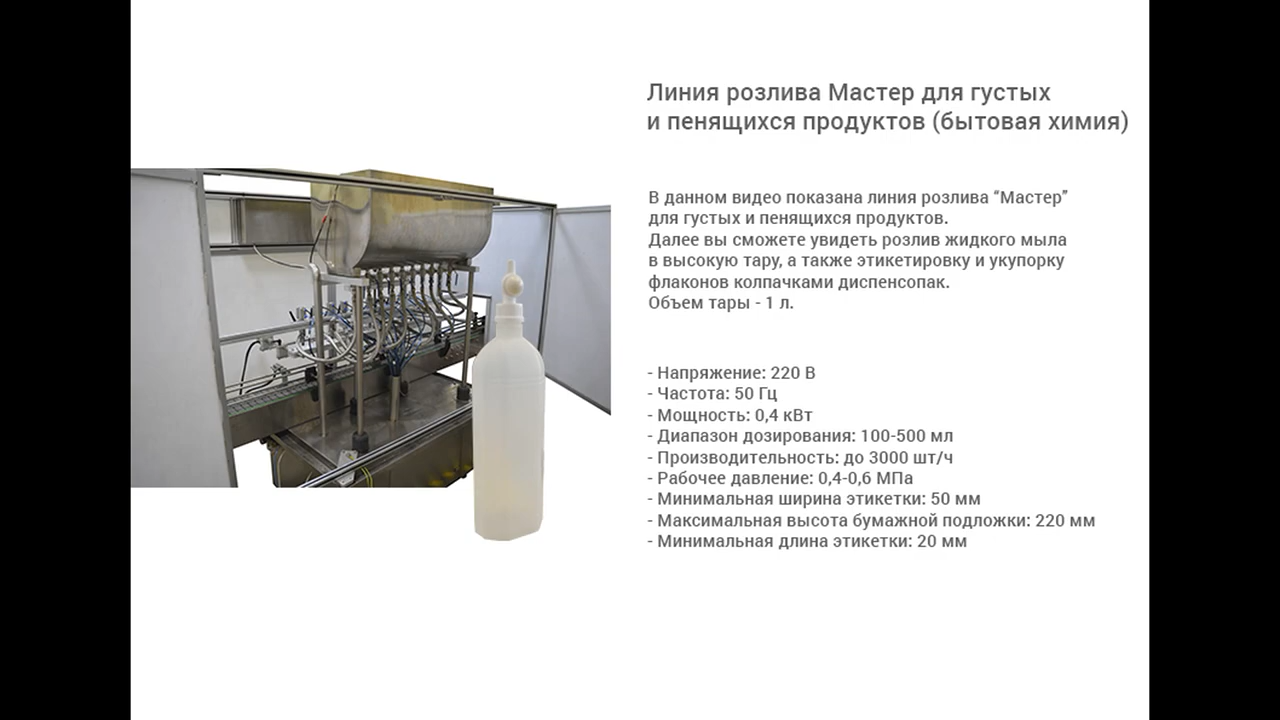 Линия розлива Мастер для густых
и пенящихся продуктов (бытовая химия)
В данном видео показана линия розлива “Мастер”
для густых и пенящихся продуктов.
Далее вы сможете увидеть розлив жидкого мыла
в высокую тару, а также этикетировку и укупорку
флаконов колпачками диспенсопак.
Объем тары - 1 л.
- Напряжение: 220 В
- Частота: 50 Гц
- Мощность: 0,4 кВт
- Диапазон дозирования: 100-500 мл
- Производительность: до 3000 шт/ч
- Рабочее давление: 0,4-0,6 МПа
- Минимальная ширина этикетки: 50 мм
- Максимальная высота бумажной подложки: 220 мм
- Минимальная длина этикетки: 20 мм